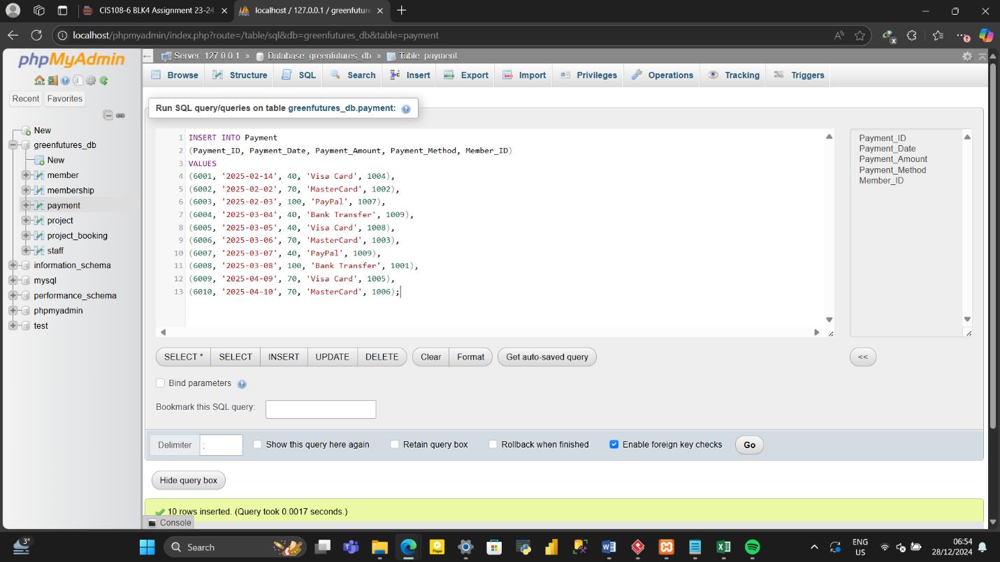 CIS108-6 BLK4 Assignment 23-24
localhost / 127.0.0.1 / greenfutures
localhost/phpmyadmin/index.php?route=/table/sql&db=greenfutures_db&table=payment
phpMyAdmin
Recent
Favorites
New
greenfutures_db
New
member
membership
payment
project
project_booking
staff
information_schema
mysql
performance_schema
phpmyadmin
test
Server: 127.0.0.1 » Database: greenfutures_db » Table: payment
Browse Structure SQL Search Insert Export Import Privileges Operations Tracking Triggers
Run SQL query/queries on table greenfutures_db.payment:
1 INSERT INTO Payment
2 (Payment_ID, Payment_Date, Payment_Amount, Payment_Method, Member_ID)
3 VALUES
4 (6001, '2025-02-14', 40, 'Visa Card', 1004),
5 (6002, '2025-02-02', 70, 'MasterCard', 1002),
6 (6003, '2025-02-03', 100, 'PayPal', 1007),
7 (6004, '2025-03-04', 40, 'Bank Transfer', 1009),
8 (6005, '2025-03-05', 40, 'Visa Card', 1008),
9 (6006, '2025-03-06', 70, 'MasterCard', 1003),
10 (6007, '2025-03-07', 40, 'PayPal', 1009),
11 (6008, '2025-03-08', 100, 'Bank Transfer', 1001),
12 (6009, '2025-04-09', 70, 'Visa Card', 1005),
13 (6010, '2025-04-10', 70, 'MasterCard', 1006);
Payment_ID
Payment_Date
Payment_Amount
Payment_Method
Member_ID
SELECT * SELECT INSERT UPDATE DELETE Clear Format Get auto-saved query <<
Bind parameters
Bookmark this SQL query:
Delimiter ; Show this query here again Retain query box Rollback when finished Enable foreign key checks Go
Hide query box
10 rows inserted. (Query took 0.0017 seconds.)
Console
3°
Search
ENG
US
06:54
28/12/2024